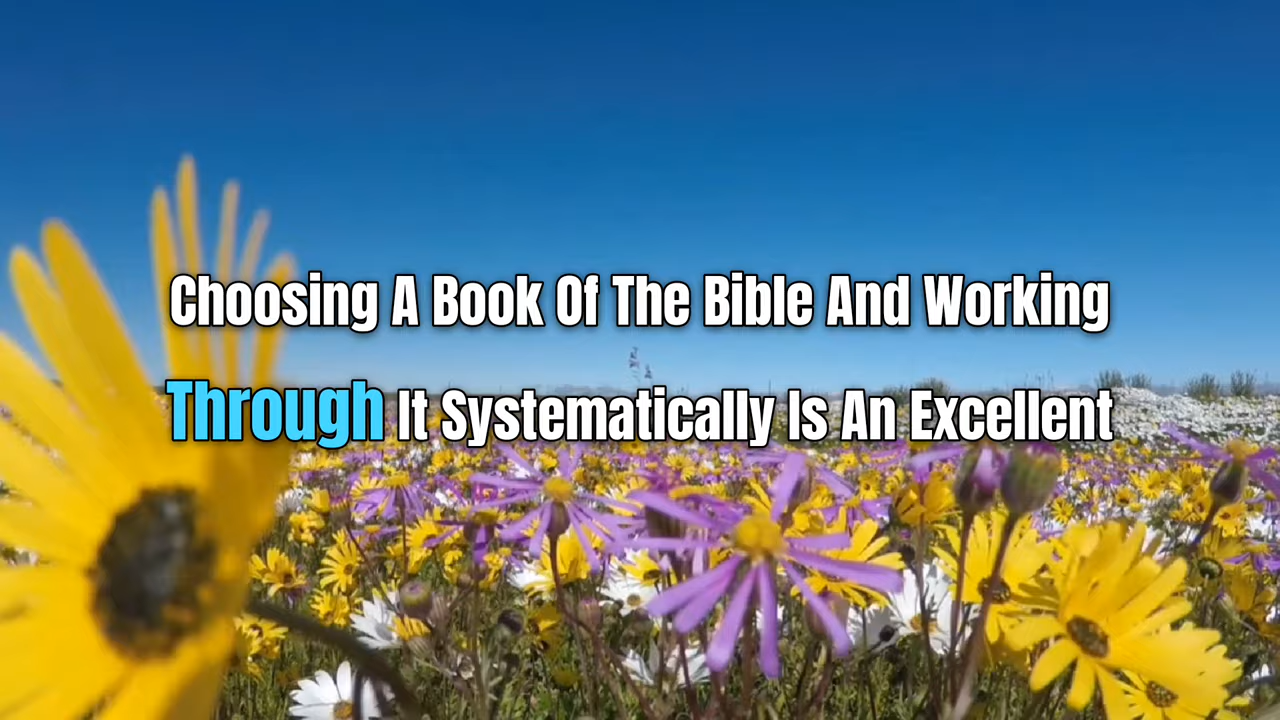 Choosing A Book Of The Bible And Working
Through It Systematically Is An Excellent